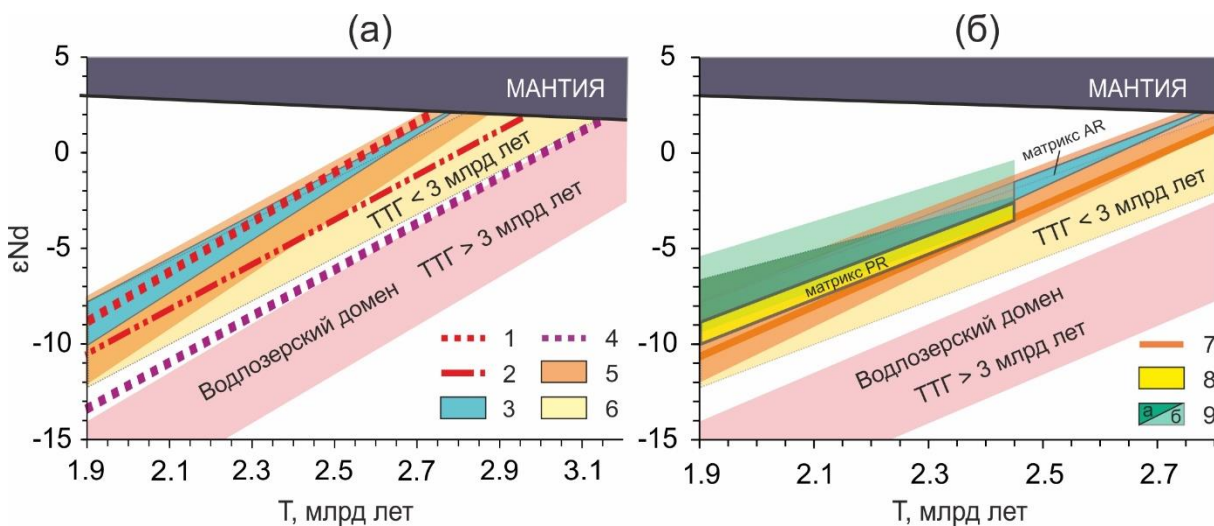 (а)
5
0
-5
-10
-15
εNd
МАНТИЯ
ТТГ < 3 млрд лет
ТТГ > 3 млрд лет
Водлозерский домен
1
2
3
4
5
6
1.9
2.1
2.3
2.5
2.7
2.9
3.1
T, млрд лет
(б)
5
0
-5
-10
-15
МАНТИЯ
матрикс AR
ТТГ < 3 млрд лет
матрикс PR
Водлозерский домен
ТТГ > 3 млрд лет
7
8
а
б
9
1.9
2.1
2.3
2.5
2.7
T, млрд лет